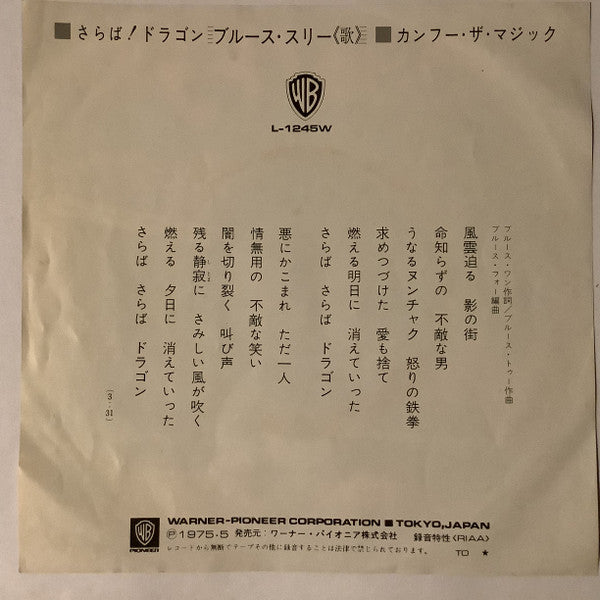 ■さらば！ドラゴン ブルース・スリー《歌》 ■カンフー・ザ・マジック
WB
L-1245W
ブルース・ワン作詞／ブルース・トゥー作曲
ブルース・フォー編曲
風雲迫る 影の街
命知らずの 不敵な男
うなるヌンチャク 怒りの鉄拳
求めつづけた 愛も捨て
燃える明日に 消えていった
さらば さらば ドラゴン
悪にかこまれ ただ一人
情無用の 不敵な笑い
闇を切り裂く 叫び声
残る静寂に さみしい風が吹く
燃える 夕日に 消えていった
さらば さらば ドラゴン
(3・31)
WB
PIONEER
WARNER-PIONEER CORPORATION ■ TOKYO, JAPAN
Ⓟ1975・5 発売元：ワーナー・パイオニア株式会社 録音特性〈RIAA〉
レコードから無断でテープその他に録音することは法律で禁じられております。 TO ★